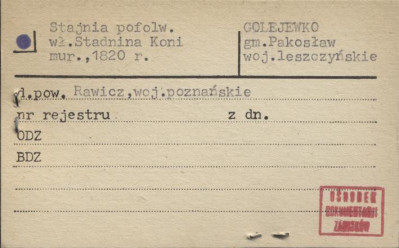 Stajnia pofolw.
wł.Stadnina Koni
mur.,1820 r.
GOLEJEWKO
gm.Pakosław
woj.leszczyńskie
d.pow. Rawicz,woj.poznańskie
nr rejestru z dn.
ODZ
BDZ
OŚRODEK
DOKUMENTACJI
ZABYTKÓW